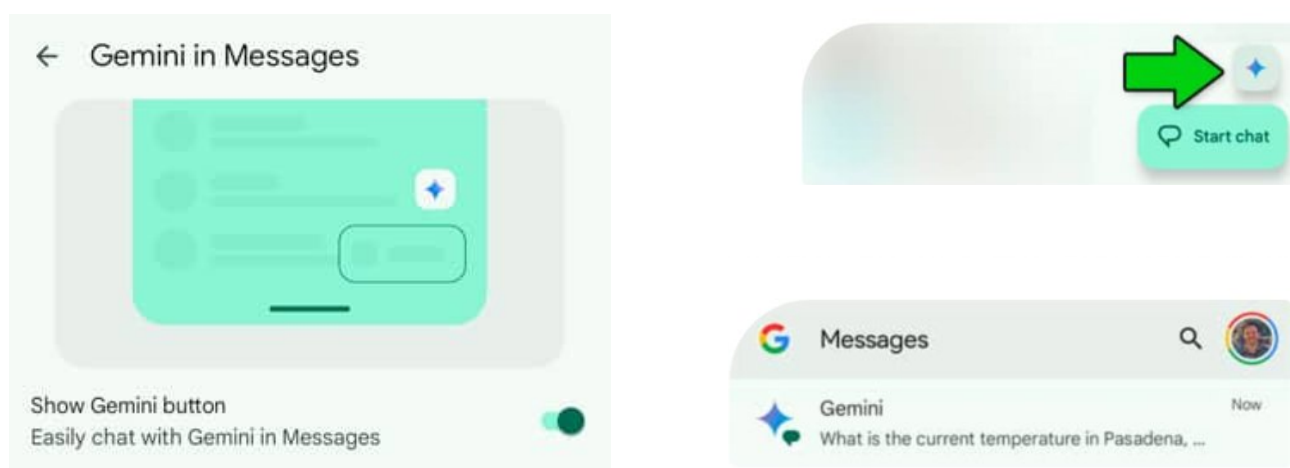 Gemini in Messages
Show Gemini button
Easily chat with Gemini in Messages
Start chat
Messages
Gemini
Now
What is the current temperature in Pasadena, ...